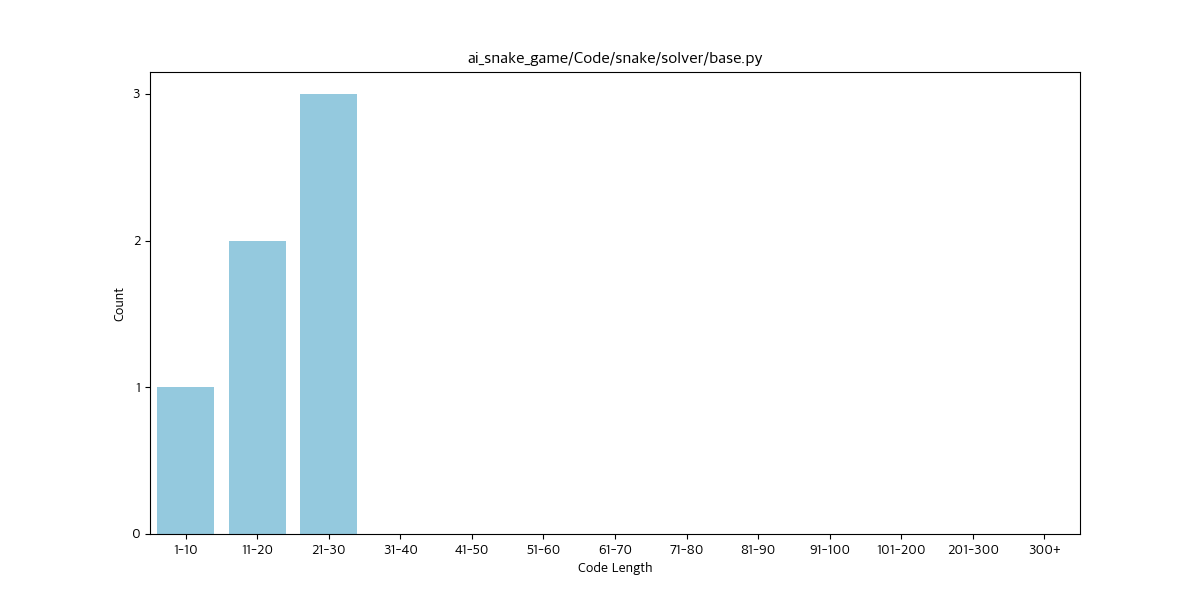 ai_snake_game/Code/snake/solver/base.py
3
2
1
0
Count
1-10 11-20 21-30 31-40 41-50 51-60 61-70 71-80 81-90 91-100 101-200 201-300 300+
Code Length